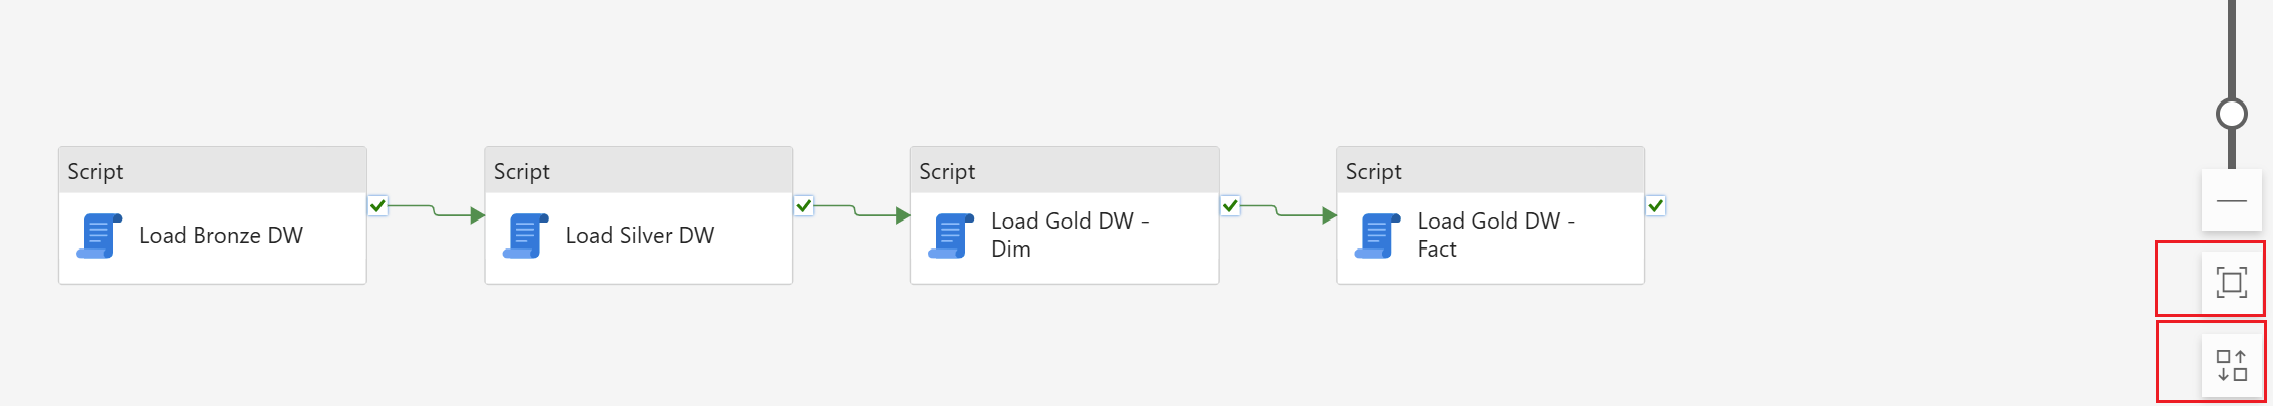 Script
Load Bronze DW
Script
Load Silver DW
Script
Load Gold DW -
Dim
Script
Load Gold DW -
Fact